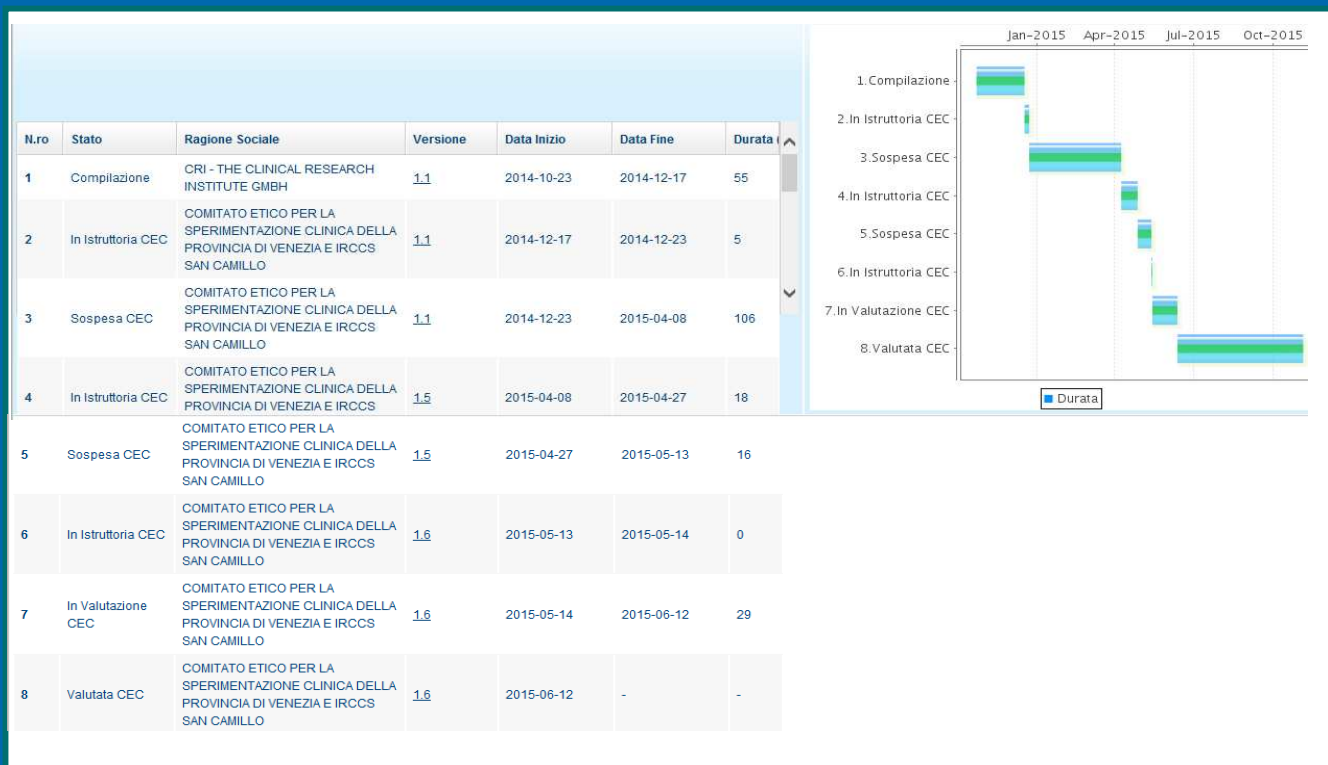 N.ro Stato Ragione Sociale Versione Data Inizio Data Fine Durata (
1 Compilazione CRI - THE CLINICAL RESEARCH
INSTITUTE GMBH 1.1 2014-10-23 2014-12-17 55
2 In Istruttoria CEC COMITATO ETICO PER LA
SPERIMENTAZIONE CLINICA DELLA
PROVINCIA DI VENEZIA E IRCCS
SAN CAMILLO 1.1 2014-12-17 2014-12-23 5
3 Sospesa CEC COMITATO ETICO PER LA
SPERIMENTAZIONE CLINICA DELLA
PROVINCIA DI VENEZIA E IRCCS
SAN CAMILLO 1.1 2014-12-23 2015-04-08 106
4 In Istruttoria CEC COMITATO ETICO PER LA
SPERIMENTAZIONE CLINICA DELLA
PROVINCIA DI VENEZIA E IRCCS 1.5 2015-04-08 2015-04-27 18
5 Sospesa CEC COMITATO ETICO PER LA
SPERIMENTAZIONE CLINICA DELLA
PROVINCIA DI VENEZIA E IRCCS
SAN CAMILLO 1.5 2015-04-27 2015-05-13 16
6 In Istruttoria CEC COMITATO ETICO PER LA
SPERIMENTAZIONE CLINICA DELLA
PROVINCIA DI VENEZIA E IRCCS
SAN CAMILLO 1.6 2015-05-13 2015-05-14 0
7 In Valutazione
CEC COMITATO ETICO PER LA
SPERIMENTAZIONE CLINICA DELLA
PROVINCIA DI VENEZIA E IRCCS
SAN CAMILLO 1.6 2015-05-14 2015-06-12 29
8 Valutata CEC COMITATO ETICO PER LA
SPERIMENTAZIONE CLINICA DELLA
PROVINCIA DI VENEZIA E IRCCS
SAN CAMILLO 1.6 2015-06-12 - -
Jan-2015 Apr-2015 Jul-2015 Oct-2015
1.Compilazione
2.In Istruttoria CEC
3.Sospesa CEC
4.In Istruttoria CEC
5.Sospesa CEC
6.In Istruttoria CEC
7.In Valutazione CEC
8.Valutata CEC
Durata